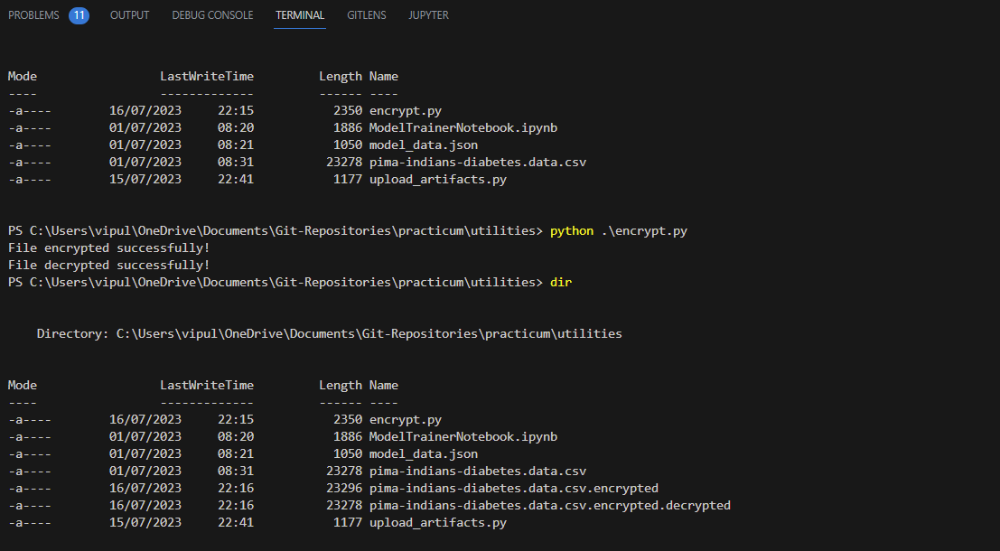 PROBLEMS 11 OUTPUT DEBUG CONSOLE TERMINAL GITLENS JUPYTER
Mode LastWriteTime Length Name
---- ------------- ------ ----
-a---- 16/07/2023 22:15 2350 encrypt.py
-a---- 01/07/2023 08:20 1886 ModelTrainerNotebook.ipynb
-a---- 01/07/2023 08:21 1050 model_data.json
-a---- 01/07/2023 08:31 23278 pima-indians-diabetes.data.csv
-a---- 15/07/2023 22:41 1177 upload_artifacts.py
PS C:\Users\vipul\OneDrive\Documents\Git-Repositories\practicum\utilities> python .\encrypt.py
File encrypted successfully!
File decrypted successfully!
PS C:\Users\vipul\OneDrive\Documents\Git-Repositories\practicum\utilities> dir
Directory: C:\Users\vipul\OneDrive\Documents\Git-Repositories\practicum\utilities
Mode LastWriteTime Length Name
---- ------------- ------ ----
-a---- 16/07/2023 22:15 2350 encrypt.py
-a---- 01/07/2023 08:20 1886 ModelTrainerNotebook.ipynb
-a---- 01/07/2023 08:21 1050 model_data.json
-a---- 01/07/2023 08:31 23278 pima-indians-diabetes.data.csv
-a---- 16/07/2023 22:16 23296 pima-indians-diabetes.data.csv.encrypted
-a---- 16/07/2023 22:16 23278 pima-indians-diabetes.data.csv.encrypted.decrypted
-a---- 15/07/2023 22:41 1177 upload_artifacts.py